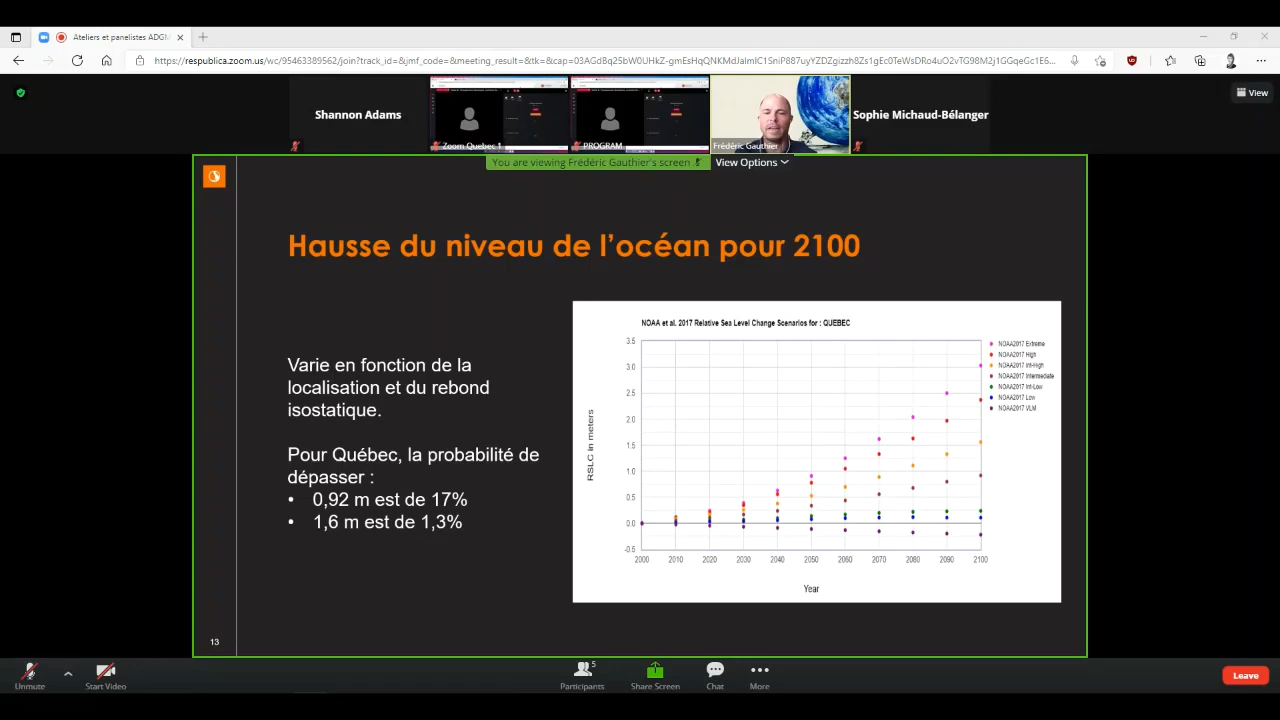 Ateliers et panelistes ADGM
https://respublica.zoom.us/wc/95463389562/join?track_id=&jmf_code=&meeting_result=&tk=&cap=
View
Shannon Adams
Zoom Quebec 1
PROGRAM
Frédéric Gauthier
Sophie Michaud-Bélanger
You are viewing Frédéric Gauthier's screen
View Options
Hausse du niveau de l'océan pour 2100
Varie en fonction de la
localisation et du rebond
isostatique.
Pour Québec, la probabilité de
dépasser :
• 0,92 m est de 17%
• 1,6 m est de 1,3%
NOAA et al. 2017 Relative Sea Level Change Scenarios for : QUEBEC
RSLC in meters
3.5
3.0
2.5
2.0
1.5
1.0
0.5
0.0
-0.5
2000 2010 2020 2030 2040 2050 2060 2070 2080 2090 2100
Year
NOAA2017 Extreme
NOAA2017 High
NOAA2017 Int-High
NOAA2017 Intermediate
NOAA2017 Int-Low
NOAA2017 Low
NOAA2017 VLM
13
Unmute
Start Video
Participants
5
Share Screen
Chat
More
Leave